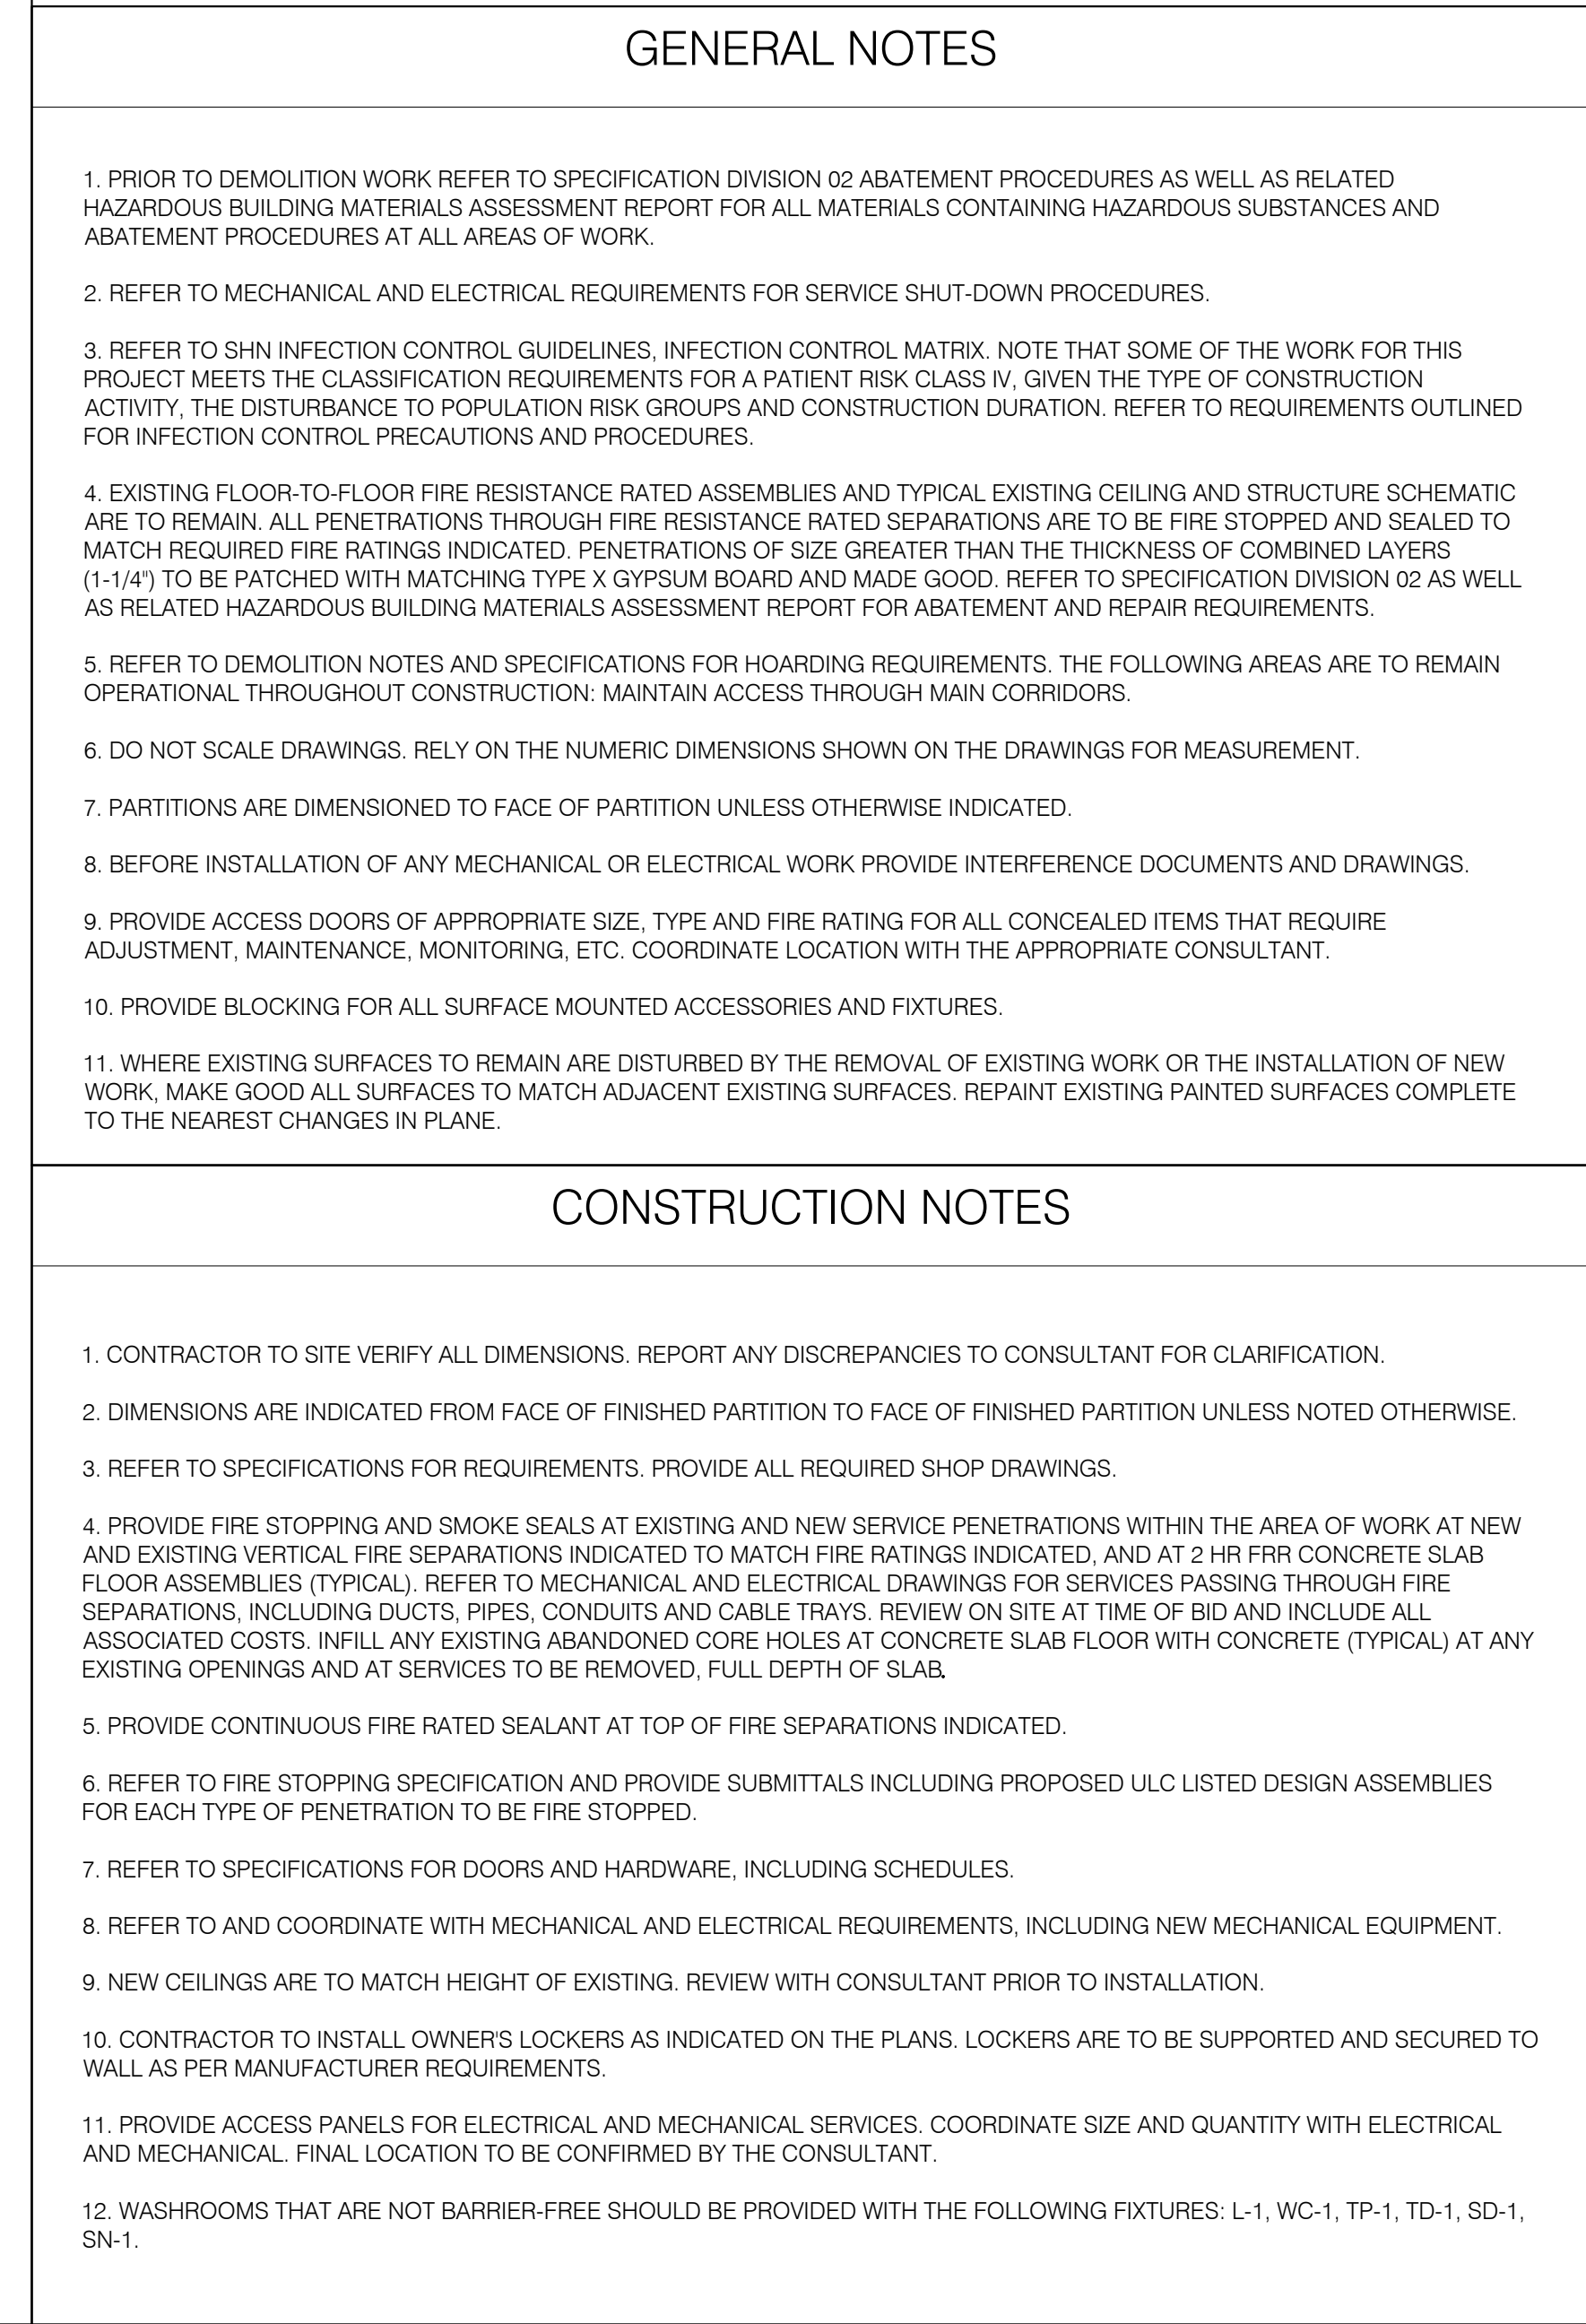 GENERAL NOTES
1. PRIOR TO DEMOLITION WORK REFER TO SPECIFICATION DIVISION 02 ABATEMENT PROCEDURES AS WELL AS RELATED
HAZARDOUS BUILDING MATERIALS ASSESSMENT REPORT FOR ALL MATERIALS CONTAINING HAZARDOUS SUBSTANCES AND
ABATEMENT PROCEDURES AT ALL AREAS OF WORK.
2. REFER TO MECHANICAL AND ELECTRICAL REQUIREMENTS FOR SERVICE SHUT-DOWN PROCEDURES.
3. REFER TO SHN INFECTION CONTROL GUIDELINES, INFECTION CONTROL MATRIX. NOTE THAT SOME OF THE WORK FOR THIS
PROJECT MEETS THE CLASSIFICATION REQUIREMENTS FOR A PATIENT RISK CLASS IV, GIVEN THE TYPE OF CONSTRUCTION
ACTIVITY, THE DISTURBANCE TO POPULATION RISK GROUPS AND CONSTRUCTION DURATION. REFER TO REQUIREMENTS OUTLINED
FOR INFECTION CONTROL PRECAUTIONS AND PROCEDURES.
4. EXISTING FLOOR-TO-FLOOR FIRE RESISTANCE RATED ASSEMBLIES AND TYPICAL EXISTING CEILING AND STRUCTURE SCHEMATIC
ARE TO REMAIN. ALL PENETRATIONS THROUGH FIRE RESISTANCE RATED SEPARATIONS ARE TO BE FIRE STOPPED AND SEALED TO
MATCH REQUIRED FIRE RATINGS INDICATED. PENETRATIONS OF SIZE GREATER THAN THE THICKNESS OF COMBINED LAYERS
(1-1/4") TO BE PATCHED WITH MATCHING TYPE X GYPSUM BOARD AND MADE GOOD. REFER TO SPECIFICATION DIVISION 02 AS WELL
AS RELATED HAZARDOUS BUILDING MATERIALS ASSESSMENT REPORT FOR ABATEMENT AND REPAIR REQUIREMENTS.
5. REFER TO DEMOLITION NOTES AND SPECIFICATIONS FOR HOARDING REQUIREMENTS. THE FOLLOWING AREAS ARE TO REMAIN
OPERATIONAL THROUGHOUT CONSTRUCTION: MAINTAIN ACCESS THROUGH MAIN CORRIDORS.
6. DO NOT SCALE DRAWINGS. RELY ON THE NUMERIC DIMENSIONS SHOWN ON THE DRAWINGS FOR MEASUREMENT.
7. PARTITIONS ARE DIMENSIONED TO FACE OF PARTITION UNLESS OTHERWISE INDICATED.
8. BEFORE INSTALLATION OF ANY MECHANICAL OR ELECTRICAL WORK PROVIDE INTERFERENCE DOCUMENTS AND DRAWINGS.
9. PROVIDE ACCESS DOORS OF APPROPRIATE SIZE, TYPE AND FIRE RATING FOR ALL CONCEALED ITEMS THAT REQUIRE
ADJUSTMENT, MAINTENANCE, MONITORING, ETC. COORDINATE LOCATION WITH THE APPROPRIATE CONSULTANT.
10. PROVIDE BLOCKING FOR ALL SURFACE MOUNTED ACCESSORIES AND FIXTURES.
11. WHERE EXISTING SURFACES TO REMAIN ARE DISTURBED BY THE REMOVAL OF EXISTING WORK OR THE INSTALLATION OF NEW
WORK, MAKE GOOD ALL SURFACES TO MATCH ADJACENT EXISTING SURFACES. REPAINT EXISTING PAINTED SURFACES COMPLETE
TO THE NEAREST CHANGES IN PLANE.
CONSTRUCTION NOTES
1. CONTRACTOR TO SITE VERIFY ALL DIMENSIONS. REPORT ANY DISCREPANCIES TO CONSULTANT FOR CLARIFICATION.
2. DIMENSIONS ARE INDICATED FROM FACE OF FINISHED PARTITION TO FACE OF FINISHED PARTITION UNLESS NOTED OTHERWISE.
3. REFER TO SPECIFICATIONS FOR REQUIREMENTS. PROVIDE ALL REQUIRED SHOP DRAWINGS.
4. PROVIDE FIRE STOPPING AND SMOKE SEALS AT EXISTING AND NEW SERVICE PENETRATIONS WITHIN THE AREA OF WORK AT NEW
AND EXISTING VERTICAL FIRE SEPARATIONS INDICATED TO MATCH FIRE RATINGS INDICATED, AND AT 2 HR FRR CONCRETE SLAB
FLOOR ASSEMBLIES (TYPICAL). REFER TO MECHANICAL AND ELECTRICAL DRAWINGS FOR SERVICES PASSING THROUGH FIRE
SEPARATIONS, INCLUDING DUCTS, PIPES, CONDUITS AND CABLE TRAYS. REVIEW ON SITE AT TIME OF BID AND INCLUDE ALL
ASSOCIATED COSTS. INFILL ANY EXISTING ABANDONED CORE HOLES AT CONCRETE SLAB FLOOR WITH CONCRETE (TYPICAL) AT ANY
EXISTING OPENINGS AND AT SERVICES TO BE REMOVED, FULL DEPTH OF SLAB.
5. PROVIDE CONTINUOUS FIRE RATED SEALANT AT TOP OF FIRE SEPARATIONS INDICATED.
6. REFER TO FIRE STOPPING SPECIFICATION AND PROVIDE SUBMITTALS INCLUDING PROPOSED ULC LISTED DESIGN ASSEMBLIES
FOR EACH TYPE OF PENETRATION TO BE FIRE STOPPED.
7. REFER TO SPECIFICATIONS FOR DOORS AND HARDWARE, INCLUDING SCHEDULES.
8. REFER TO AND COORDINATE WITH MECHANICAL AND ELECTRICAL REQUIREMENTS, INCLUDING NEW MECHANICAL EQUIPMENT.
9. NEW CEILINGS ARE TO MATCH HEIGHT OF EXISTING. REVIEW WITH CONSULTANT PRIOR TO INSTALLATION.
10. CONTRACTOR TO INSTALL OWNER'S LOCKERS AS INDICATED ON THE PLANS. LOCKERS ARE TO BE SUPPORTED AND SECURED TO
WALL AS PER MANUFACTURER REQUIREMENTS.
11. PROVIDE ACCESS PANELS FOR ELECTRICAL AND MECHANICAL SERVICES. COORDINATE SIZE AND QUANTITY WITH ELECTRICAL
AND MECHANICAL. FINAL LOCATION TO BE CONFIRMED BY THE CONSULTANT.
12. WASHROOMS THAT ARE NOT BARRIER-FREE SHOULD BE PROVIDED WITH THE FOLLOWING FIXTURES: L-1, WC-1, TP-1, TD-1, SD-1,
SN-1.